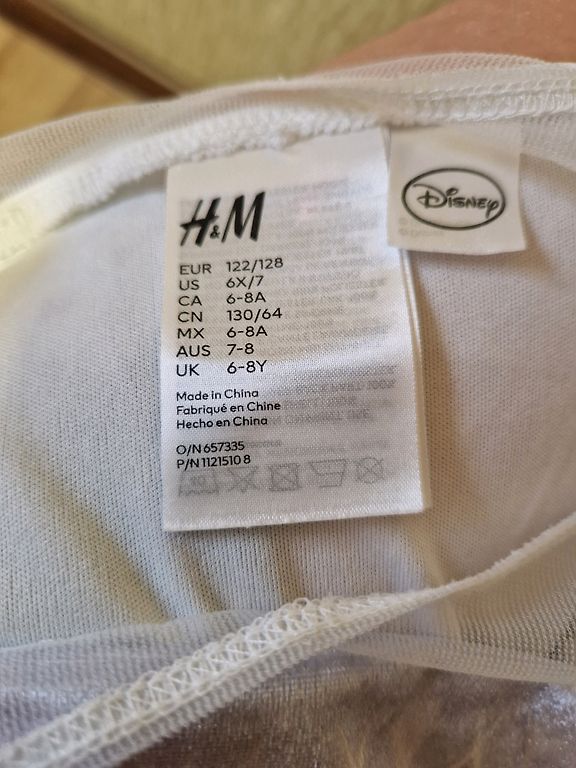 H&M
EUR 122/128
US 6X/7
CA 6-8A
CN 130/64
MX 6-8A
AUS 7-8
UK 6-8Y
Made in China
Fabriqué en Chine
Hecho en China
O/N 657335
P/N 1121510 8
Disney